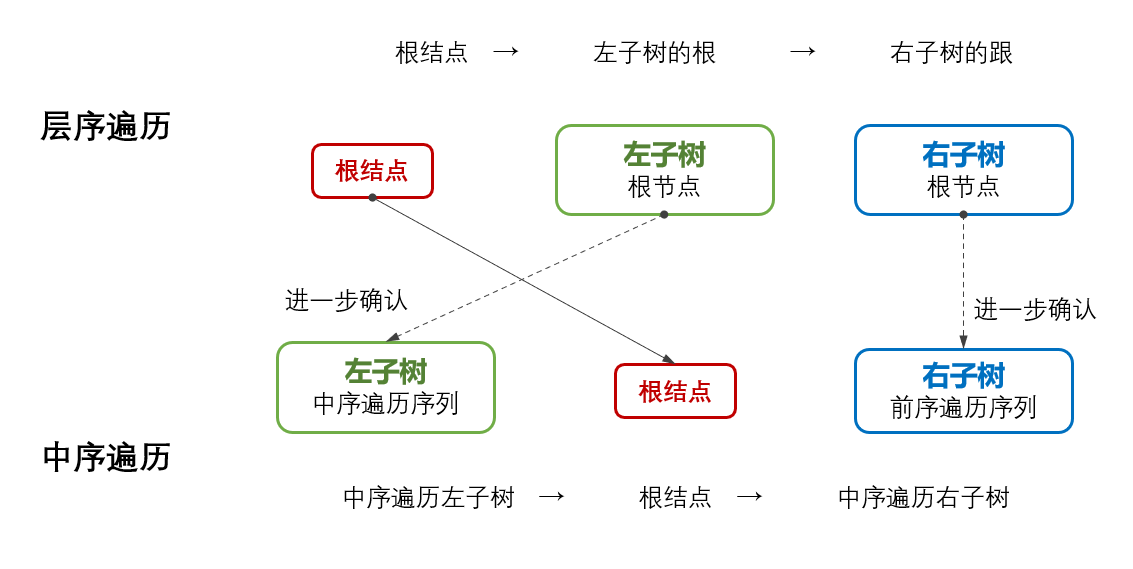 根结点 → 左子树的根 → 右子树的跟
层序遍历
根结点
左子树
根节点
右子树
根节点
进一步确认
进一步确认
左子树
中序遍历序列
根结点
右子树
前序遍历序列
中序遍历
中序遍历左子树 → 根结点 → 中序遍历右子树